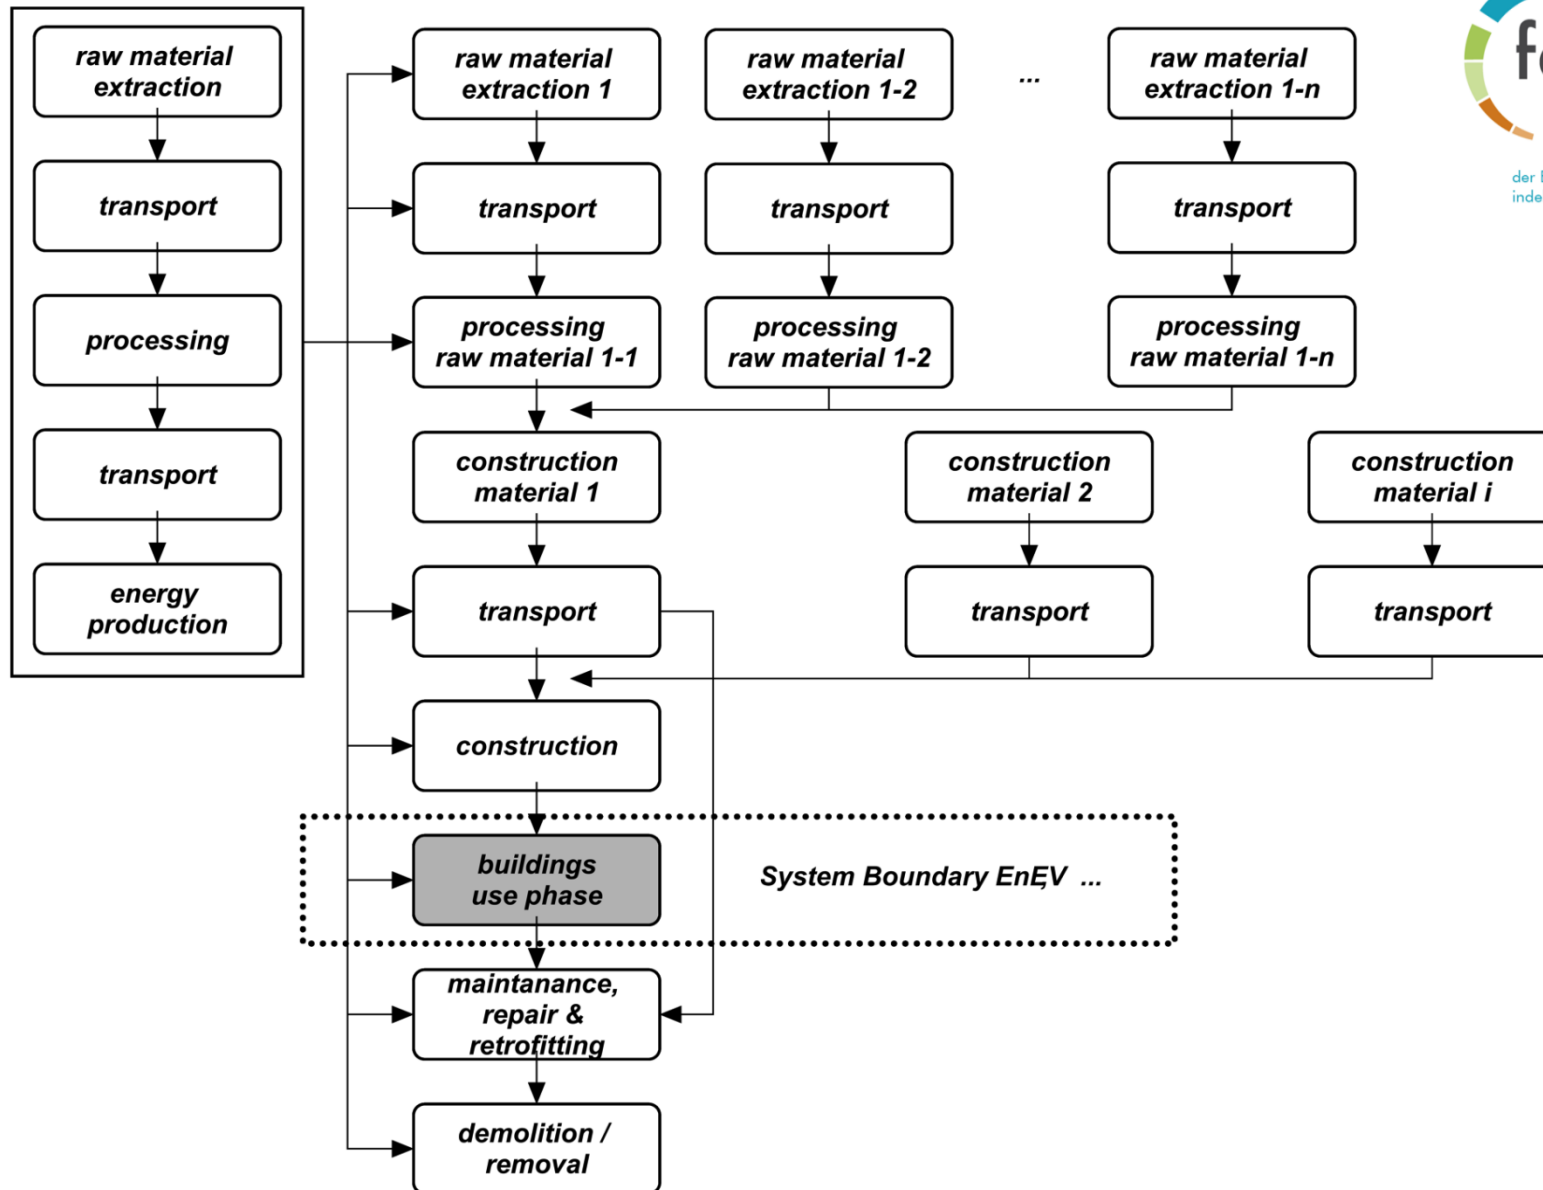 raw material
extraction
transport
processing
transport
energy
production
raw material
extraction 1
raw material
extraction 1-2
...
raw material
extraction 1-n
transport
transport
transport
processing
raw material 1-1
processing
raw material 1-2
processing
raw material 1-n
construction
material 1
construction
material 2
construction
material i
transport
transport
transport
construction
buildings
use phase
System Boundary EnEV ...
maintanance,
repair &
retrofitting
demolition /
removal
der